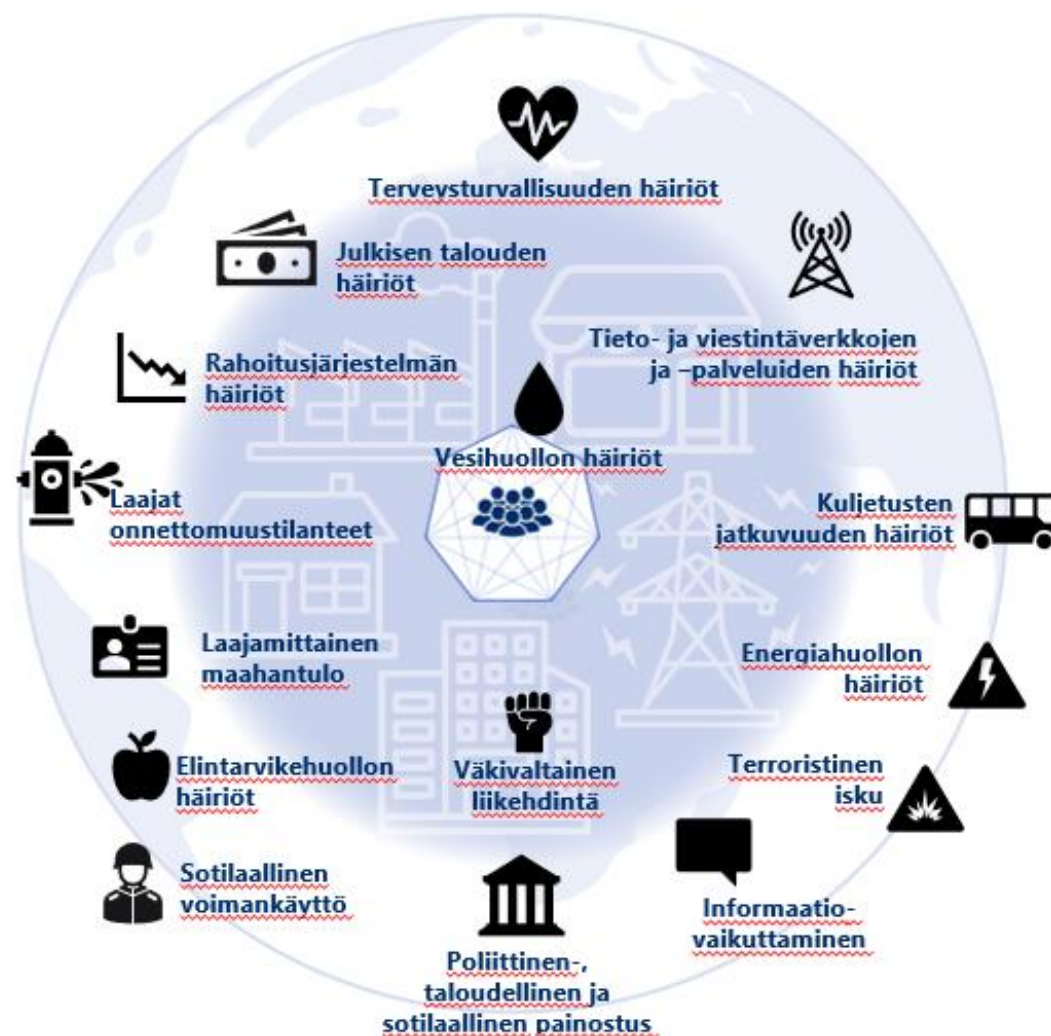 Terveysturvallisuuden häiriöt
Julkisen talouden
häiriöt
Tieto- ja viestintäverkkojen
ja –palveluiden häiriöt
Rahoitusjärjestelmän
häiriöt
Vesihuollon häiriöt
Laajat
onnettomuustilanteet
Kuljetusten
jatkuvuuden häiriöt
Laajamittainen
maahantulo
Energiahuollon
häiriöt
Elintarvikehuollon
häiriöt
Väkivaltainen
liikehdintä
Terroristinen
isku
Sotilaallinen
voimankäyttö
Informaatio-
vaikuttaminen
Poliittinen-,
taloudellinen ja
sotilaallinen painostus